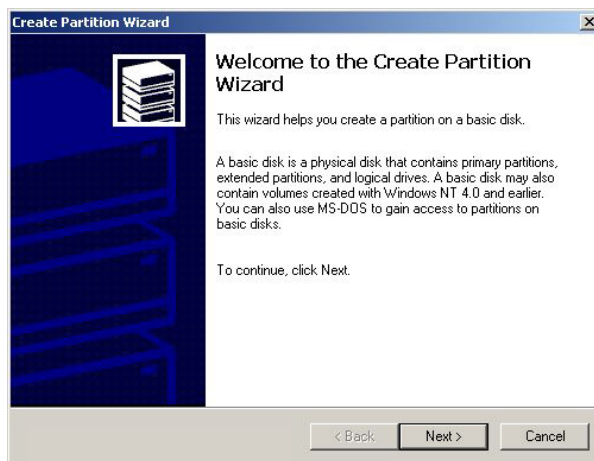 Create Partition Wizard
Welcome to the Create Partition
Wizard
This wizard helps you create a partition on a basic disk.
A basic disk is a physical disk that contains primary partitions,
extended partitions, and logical drives. A basic disk may also
contain volumes created with Windows NT 4.0 and earlier.
You can also use MS-DOS to gain access to partitions on
basic disks.
To continue, click Next.
< Back Next > Cancel